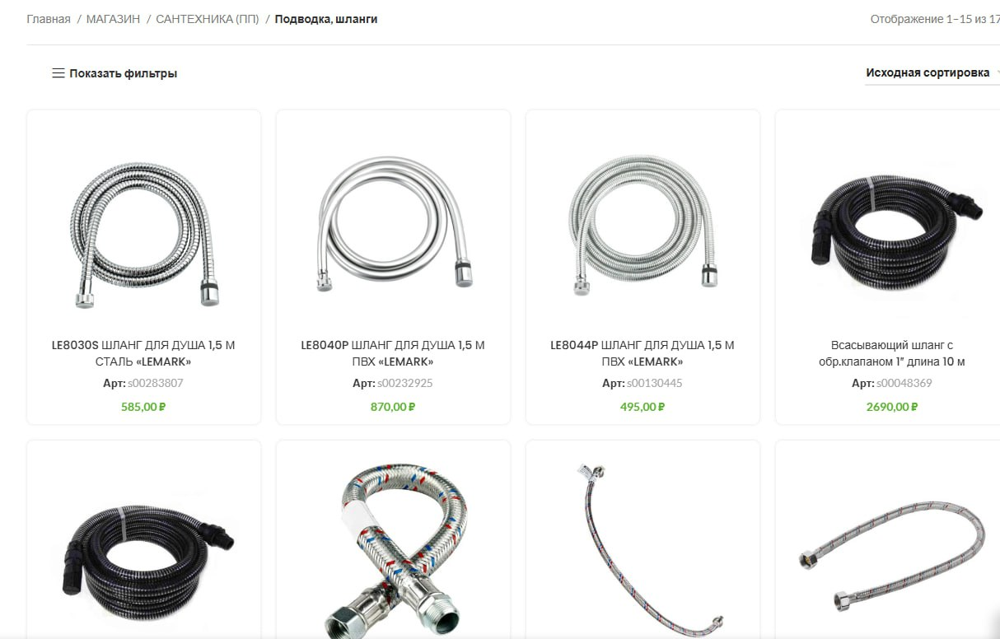 Главная / МАГАЗИН / САНТЕХНИКА (ПП) / Подводка, шланги
Отображение 1–15 из 17
Показать фильтры
Исходная сортировка
LE8030S ШЛАНГ ДЛЯ ДУША 1,5 М
СТАЛЬ «LEMARK»
Арт: s00283807
585,00 ₽
LE8040P ШЛАНГ ДЛЯ ДУША 1,5 М
ПВХ «LEMARK»
Арт: s00232925
870,00 ₽
LE8044P ШЛАНГ ДЛЯ ДУША 1,5 М
ПВХ «LEMARK»
Арт: s00130445
495,00 ₽
Всасывающий шланг с
обр.клапаном 1″ длина 10 м
Арт: s00048369
2690,00 ₽